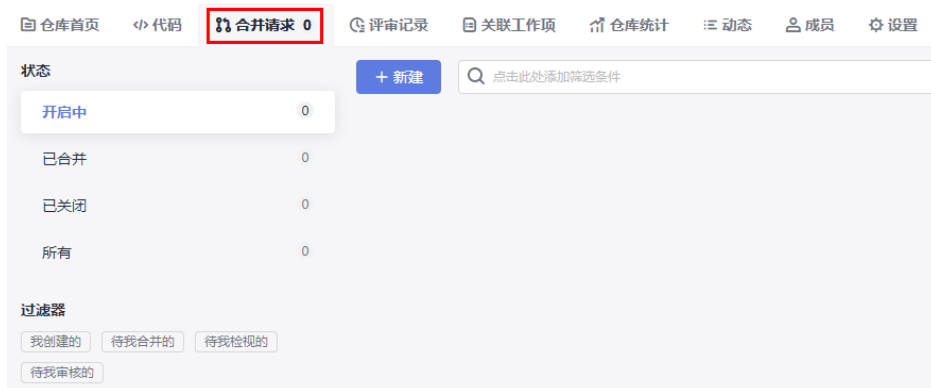 仓库首页 代码 合并请求 0 评审记录 关联工作项 仓库统计 动态 成员 设置
状态
+ 新建 点击此处添加筛选条件
开启中 0
已合并 0
已关闭 0
所有 0
过滤器
我创建的 待我合并的 待我检视的
待我审核的